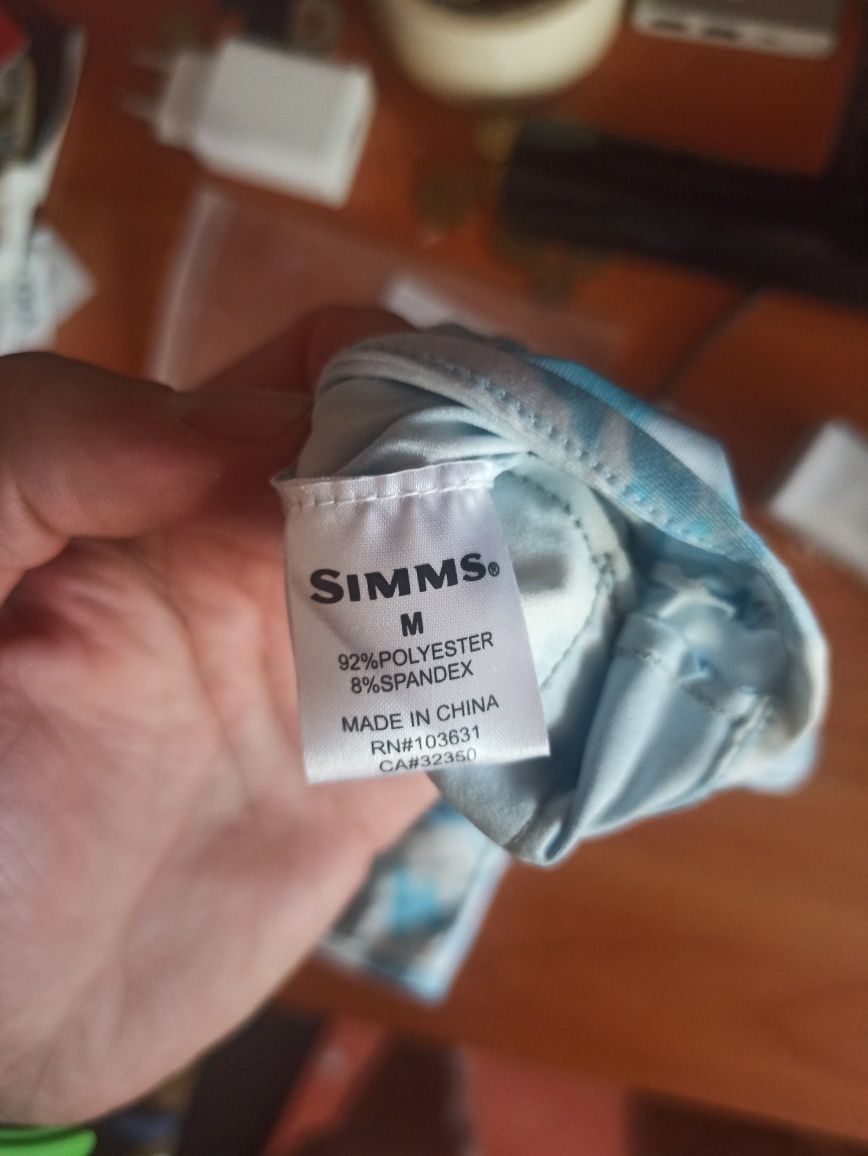 SIMMS®
M
92%POLYESTER
8%SPANDEX
MADE IN CHINA
RN#103631
CA#32350